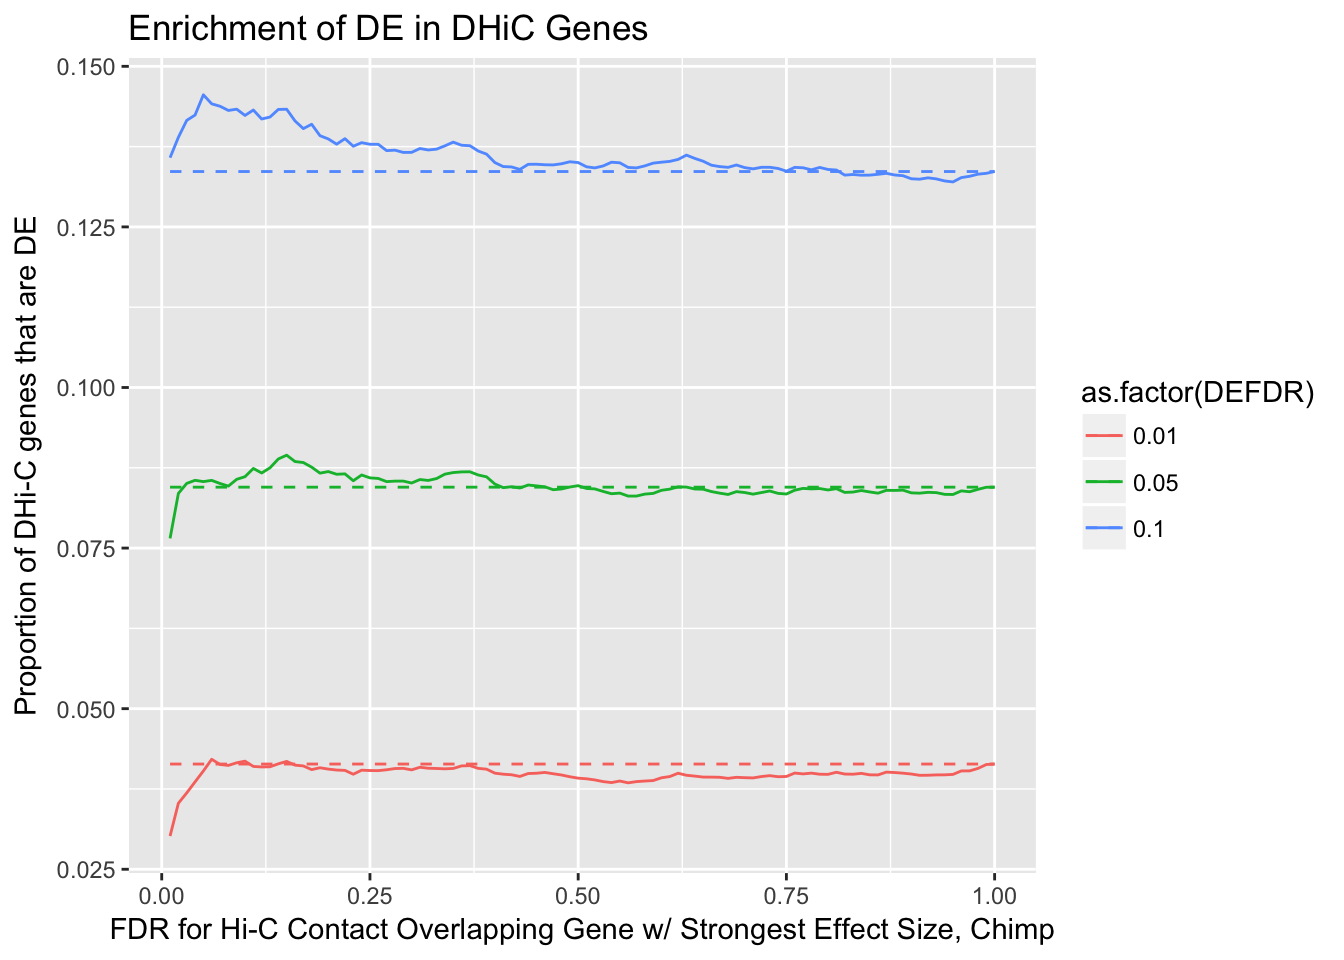 Enrichment of DE in DHiC Genes
Proportion of DHi-C genes that are DE
0.150
0.125
0.100
0.075
0.050
0.025
0.00 0.25 0.50 0.75 1.00
FDR for Hi-C Contact Overlapping Gene w/ Strongest Effect Size, Chimp
as.factor(DEFDR)
0.01
0.05
0.1